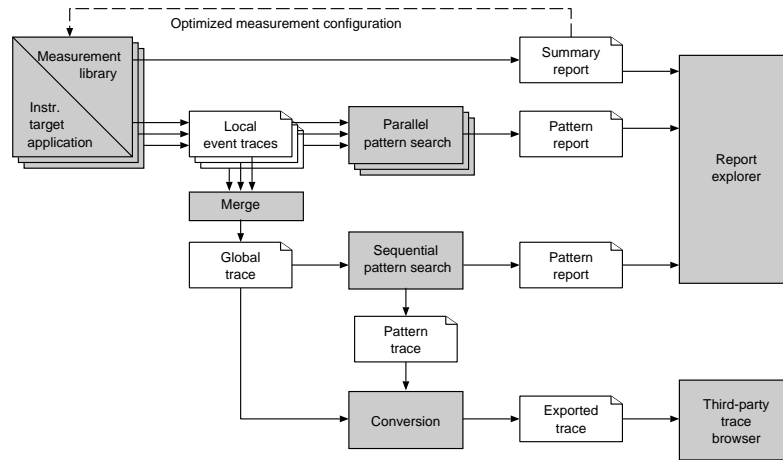 Optimized measurement configuration
Measurement
library
Instr.
target
application
Summary
report
Local
event traces
Parallel
pattern search
Pattern
report
Report
explorer
Merge
Global
trace
Sequential
pattern search
Pattern
report
Pattern
trace
Conversion
Exported
trace
Third-party
trace
browser